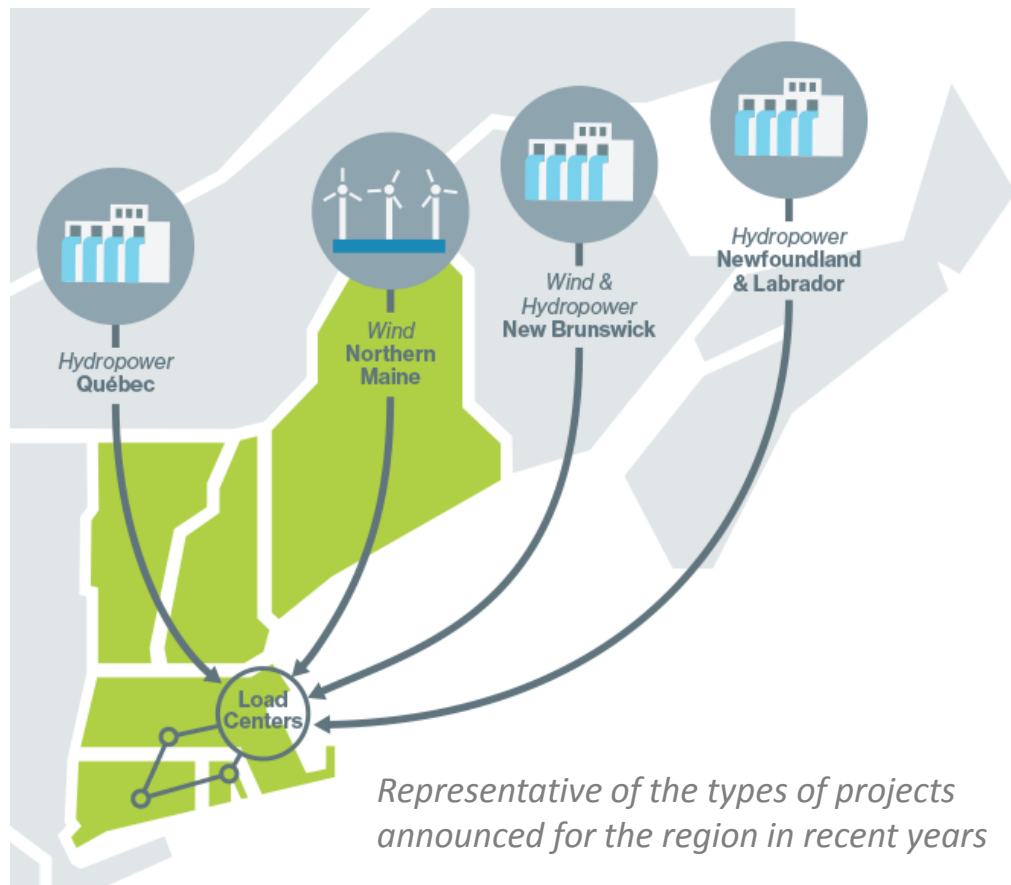 Hydropower
Québec
Wind
Northern
Maine
Wind &
Hydropower
New Brunswick
Hydropower
Newfoundland
& Labrador
Load
Centers
Representative of the types of projects
announced for the region in recent years